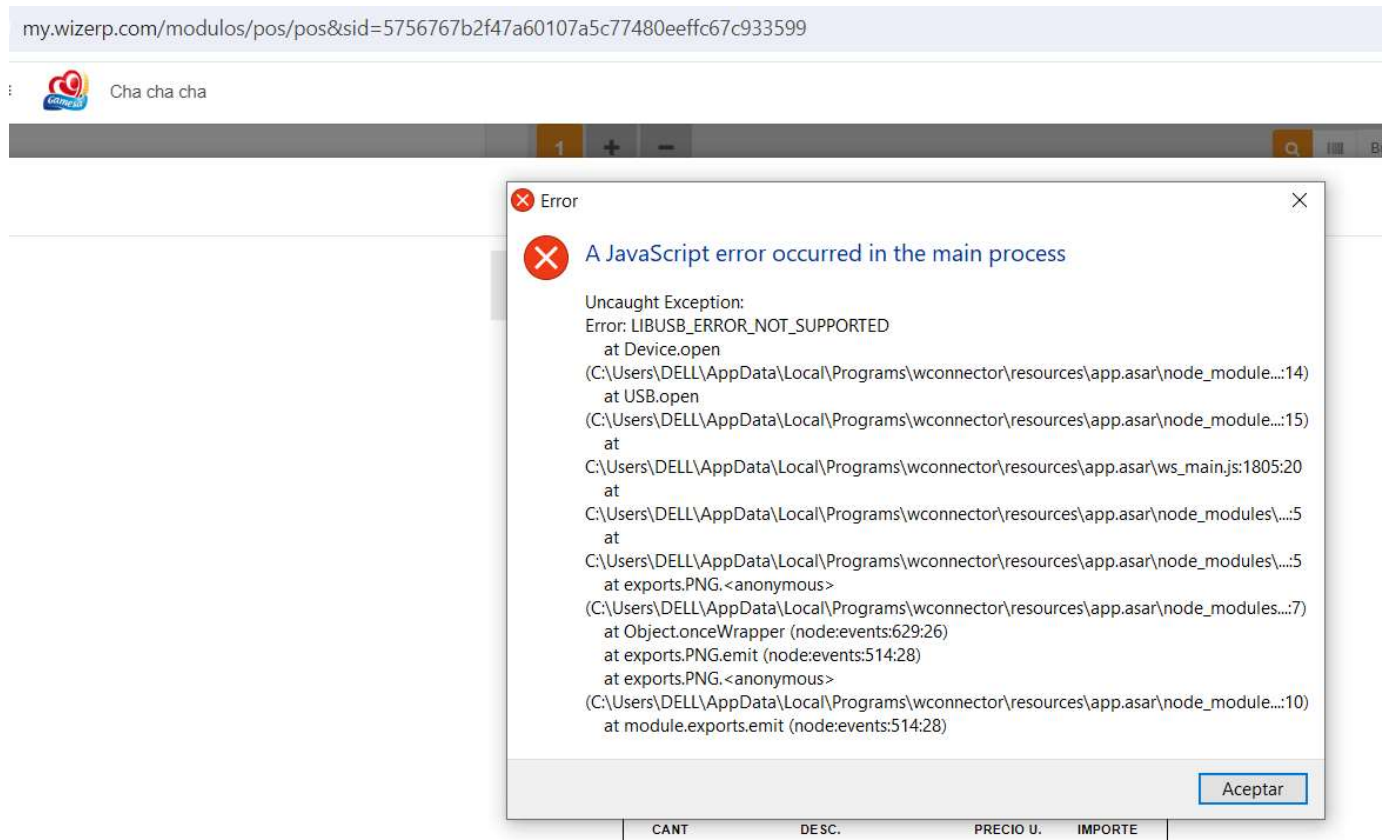 my.wizerp.com/modulos/pos/pos&sid=5756767b2f47a60107a5c77480eeffc67c933599
Gamesa
Cha cha cha
1 + −
Error
A JavaScript error occurred in the main process
Uncaught Exception:
Error: LIBUSB_ERROR_NOT_SUPPORTED
at Device.open
(C:\Users\DELL\AppData\Local\Programs\wconnector\resources\app.asar\node_module...:14)
at USB.open
(C:\Users\DELL\AppData\Local\Programs\wconnector\resources\app.asar\node_module...:15)
at
C:\Users\DELL\AppData\Local\Programs\wconnector\resources\app.asar\ws_main.js:1805:20
at
C:\Users\DELL\AppData\Local\Programs\wconnector\resources\app.asar\node_modules\...:5
at
C:\Users\DELL\AppData\Local\Programs\wconnector\resources\app.asar\node_modules\...:5
at exports.PNG.<anonymous>
(C:\Users\DELL\AppData\Local\Programs\wconnector\resources\app.asar\node_modules...:7)
at Object.onceWrapper (node:events:629:26)
at exports.PNG.emit (node:events:514:28)
at exports.PNG.<anonymous>
(C:\Users\DELL\AppData\Local\Programs\wconnector\resources\app.asar\node_module...:10)
at module.exports.emit (node:events:514:28)
Aceptar
CANT DESC. PRECIO U. IMPORTE